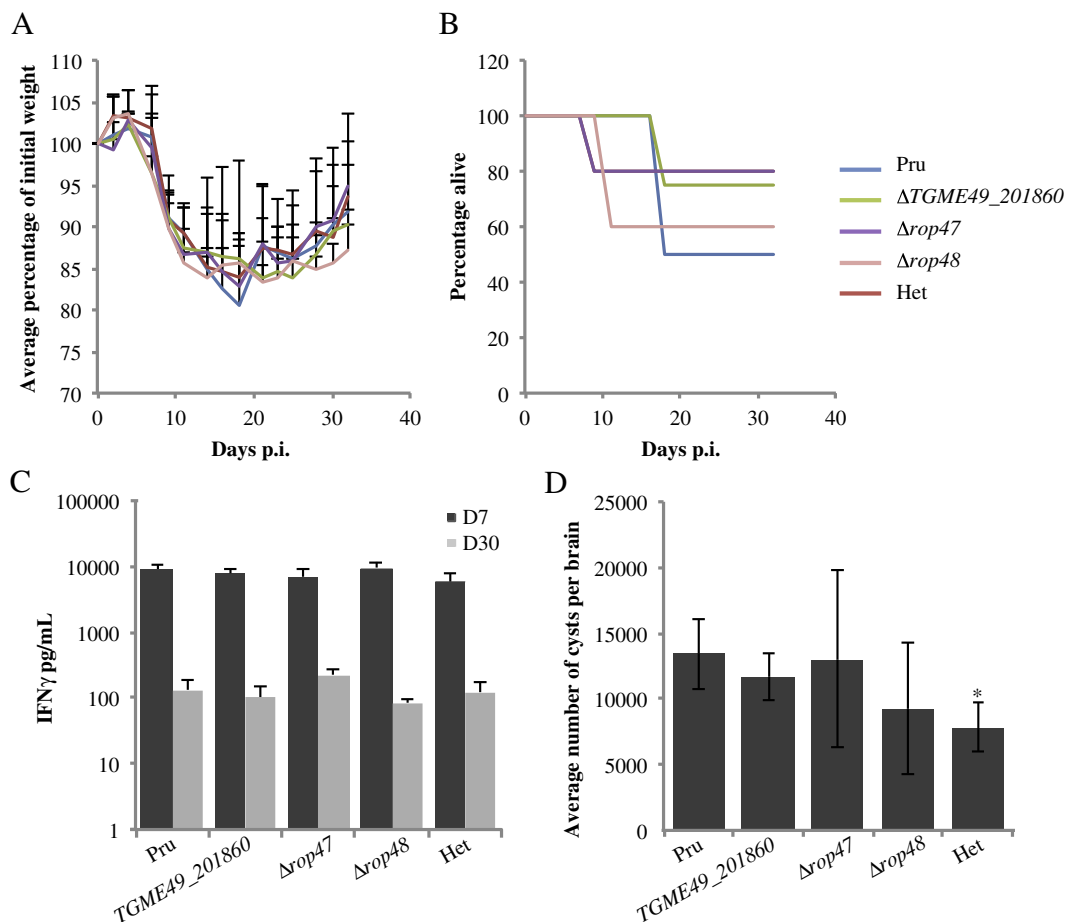 A
Average percentage of initial weight
110
105
100
95
90
85
80
75
70
0
10
20
30
40
Days p.i.
B
Percentage alive
120
100
80
60
40
20
0
0
10
20
30
40
Days p.i.
Pru
ΔTGME49_201860
Δrop47
Δrop48
Het
C
IFNγ pg/mL
100000
10000
1000
100
10
1
D7
D30
Pru
TGME49_201860
Δrop47
Δrop48
Het
D
Average number of cysts per brain
25000
20000
15000
10000
5000
0
*
Pru
TGME49_201860
Δrop47
Δrop48
Het